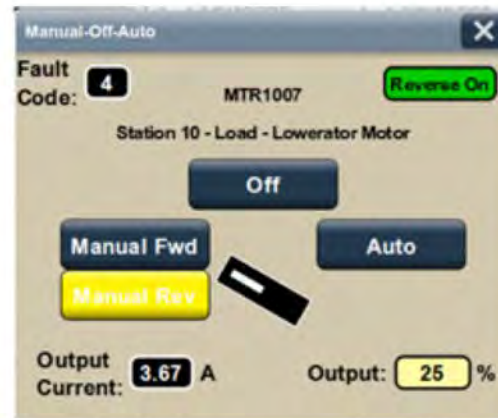 Manual-Off-Auto
X
Fault
Code: 4
MTR1007
Reverse On
Station 10 - Load - Lowerator Motor
Off
Manual Fwd
Auto
Manual Rev
Output
Current: 3.67 A
Output: 25 %